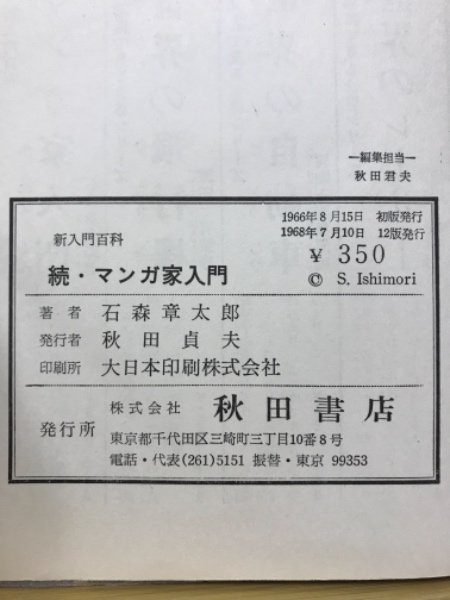 ―編集担当―
秋田君夫
1966年8月15日 初版発行
1968年7月10日 12版発行
新入門百科
¥ 350
続・マンガ家入門
© S. Ishimori
著者 石森章太郎
発行者 秋田貞夫
印刷所 大日本印刷株式会社
発行所 株式会社 秋田書店
東京都千代田区三崎町三丁目10番8号
電話・代表(261)5151 振替・東京 99353